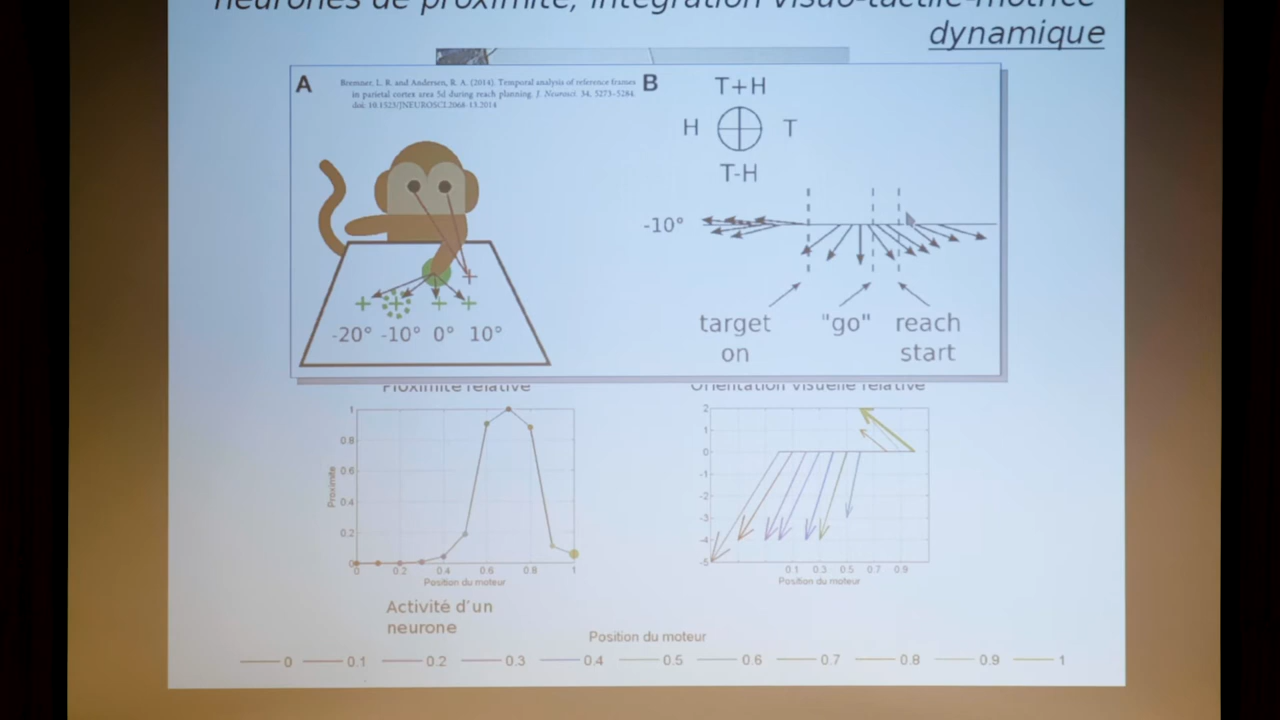 neurones de proximité, intégration visuo-tactile-motrice
dynamique
A
Bremner, L. R. and Andersen, R. A. (2014). Temporal analysis of reference frames
in parietal cortex area 5d during reach planning. J. Neurosci. 34, 5273–5284.
doi: 10.1523/JNEUROSCI.2068-13.2014
B
T+H
H
T
T-H
-10°
target
on
"go"
reach
start
-20° -10° 0° 10°
Proximité relative
Orientation visuelle relative
1
0.8
0.6
0.4
0.2
0
Proximité
0 0.2 0.4 0.6 0.8 1
Position du moteur
2
1
0
-1
-2
-3
-4
-5
0.1 0.3 0.5 0.7 0.9
Position du moteur
Activité d'un
neurone
Position du moteur
0 0.1 0.2 0.3 0.4 0.5 0.6 0.7 0.8 0.9 1